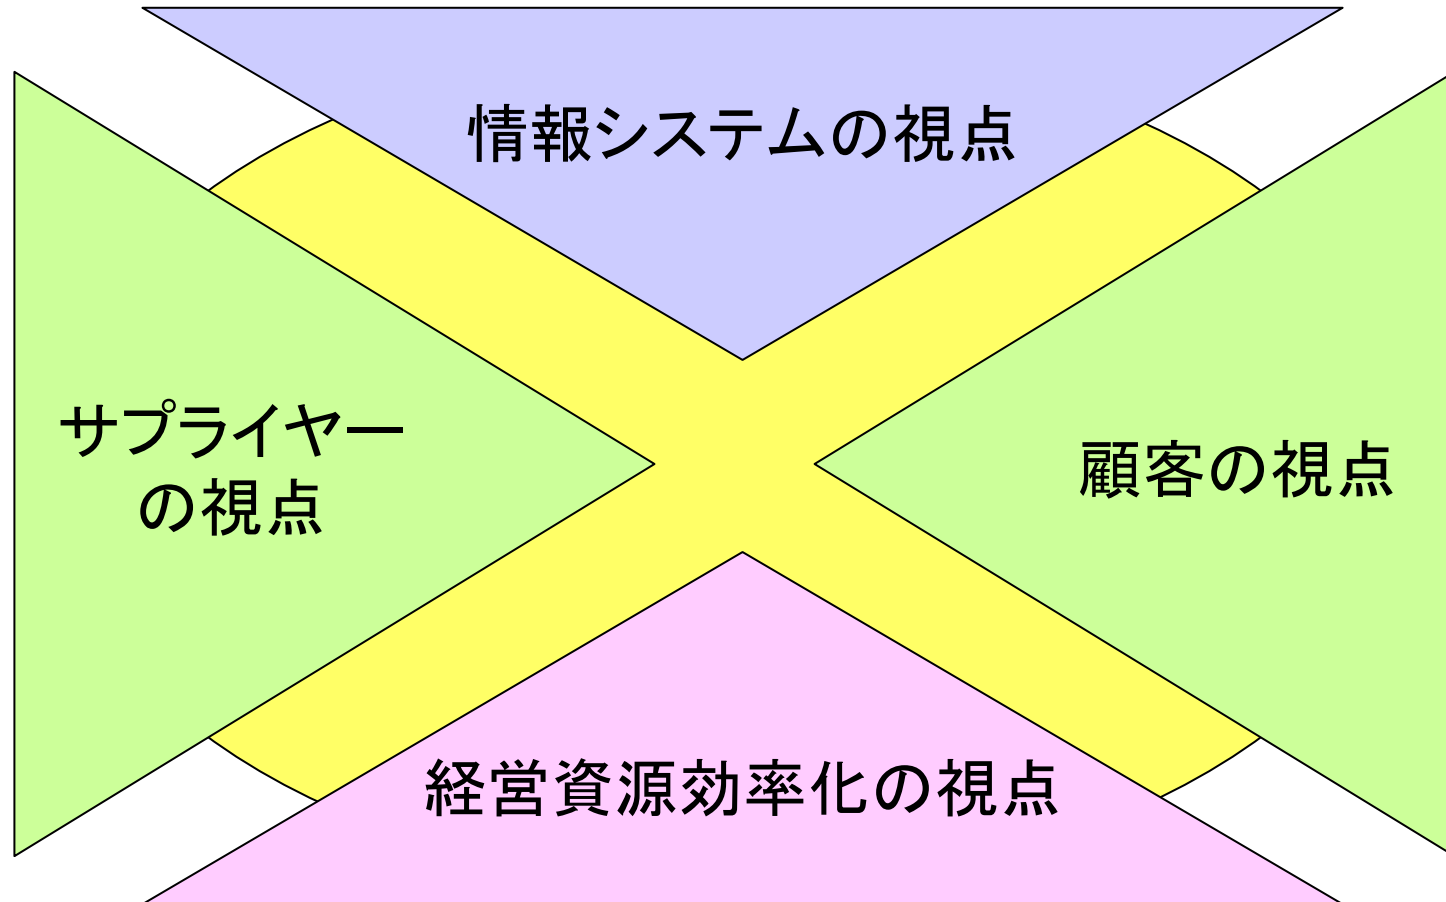 情報システムの視点
サプライヤー
の視点
顧客の視点
経営資源効率化の視点